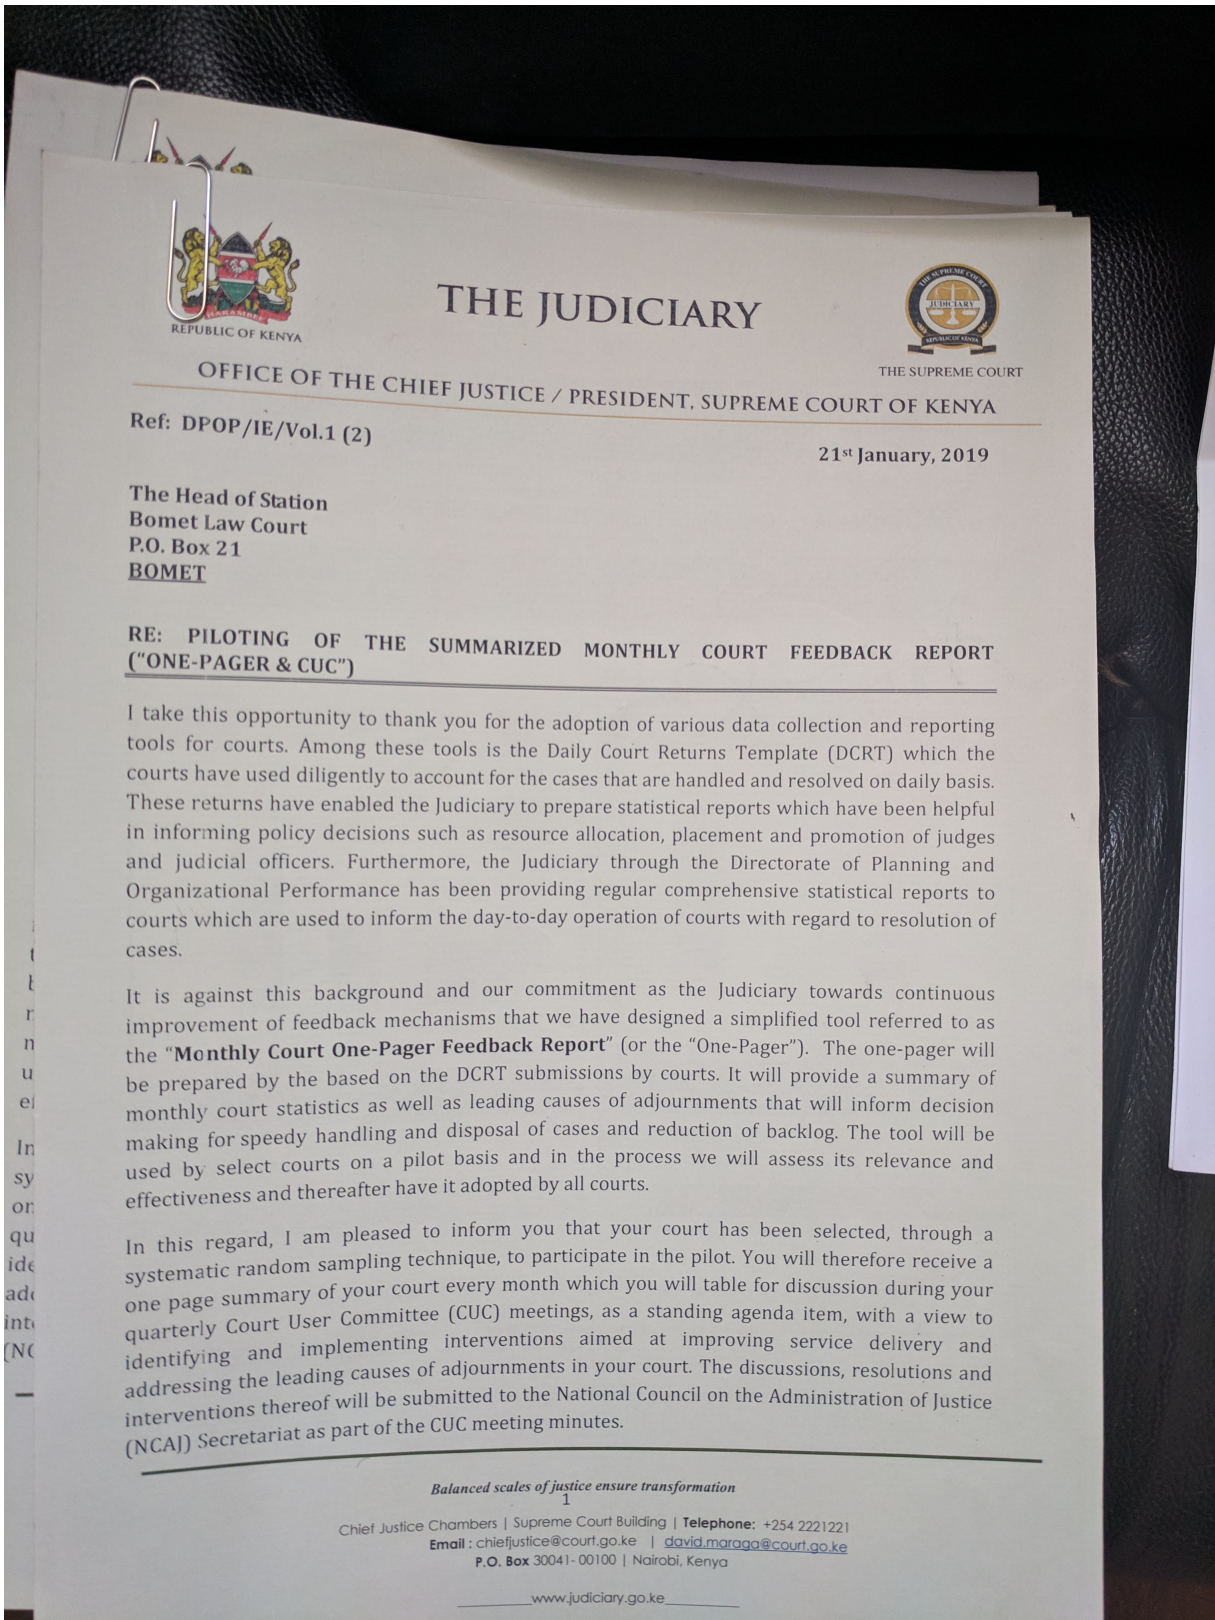 HARAMBEE
REPUBLIC OF KENYA
THE JUDICIARY
THE SUPREME COURT
JUDICIARY
REPUBLIC OF KENYA
THE SUPREME COURT
OFFICE OF THE CHIEF JUSTICE / PRESIDENT, SUPREME COURT OF KENYA
Ref: DPOP/IE/Vol.1 (2)
21st January, 2019
The Head of Station
Bomet Law Court
P.O. Box 21
BOMET
RE: PILOTING OF THE SUMMARIZED MONTHLY COURT FEEDBACK REPORT
(“ONE-PAGER & CUC”)
I take this opportunity to thank you for the adoption of various data collection and reporting
tools for courts. Among these tools is the Daily Court Returns Template (DCRT) which the
courts have used diligently to account for the cases that are handled and resolved on daily basis.
These returns have enabled the Judiciary to prepare statistical reports which have been helpful
in informing policy decisions such as resource allocation, placement and promotion of judges
and judicial officers. Furthermore, the Judiciary through the Directorate of Planning and
Organizational Performance has been providing regular comprehensive statistical reports to
courts which are used to inform the day-to-day operation of courts with regard to resolution of
cases.
It is against this background and our commitment as the Judiciary towards continuous
improvement of feedback mechanisms that we have designed a simplified tool referred to as
the “Monthly Court One-Pager Feedback Report” (or the “One-Pager”). The one-pager will
be prepared by the based on the DCRT submissions by courts. It will provide a summary of
monthly court statistics as well as leading causes of adjournments that will inform decision
making for speedy handling and disposal of cases and reduction of backlog. The tool will be
used by select courts on a pilot basis and in the process we will assess its relevance and
effectiveness and thereafter have it adopted by all courts.
In this regard, I am pleased to inform you that your court has been selected, through a
systematic random sampling technique, to participate in the pilot. You will therefore receive a
one page summary of your court every month which you will table for discussion during your
quarterly Court User Committee (CUC) meetings, as a standing agenda item, with a view to
identifying and implementing interventions aimed at improving service delivery and
addressing the leading causes of adjournments in your court. The discussions, resolutions and
interventions thereof will be submitted to the National Council on the Administration of Justice
(NCAJ) Secretariat as part of the CUC meeting minutes.
Balanced scales of justice ensure transformation
1
Chief Justice Chambers | Supreme Court Building | Telephone: +254 2221221
Email : chiefjustice@court.go.ke | david.maraga@court.go.ke
P.O. Box 30041- 00100 | Nairobi, Kenya
www.judiciary.go.ke